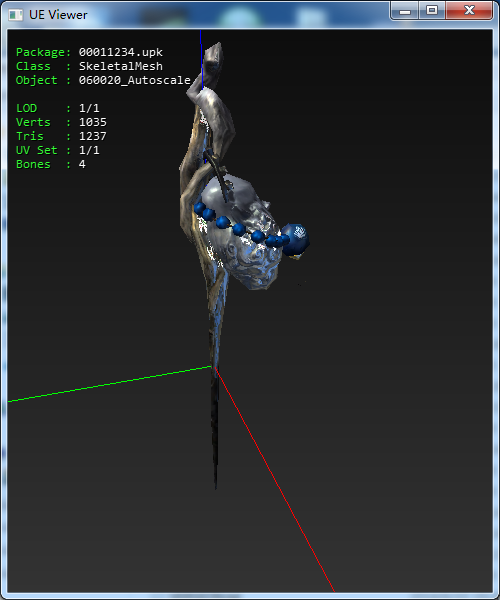 UE Viewer
Package: 00011234.upk
Class  : SkeletalMesh
Object : 060020_Autoscale
LOD    : 1/1
Verts  : 1035
Tris   : 1237
UV Set : 1/1
Bones  : 4